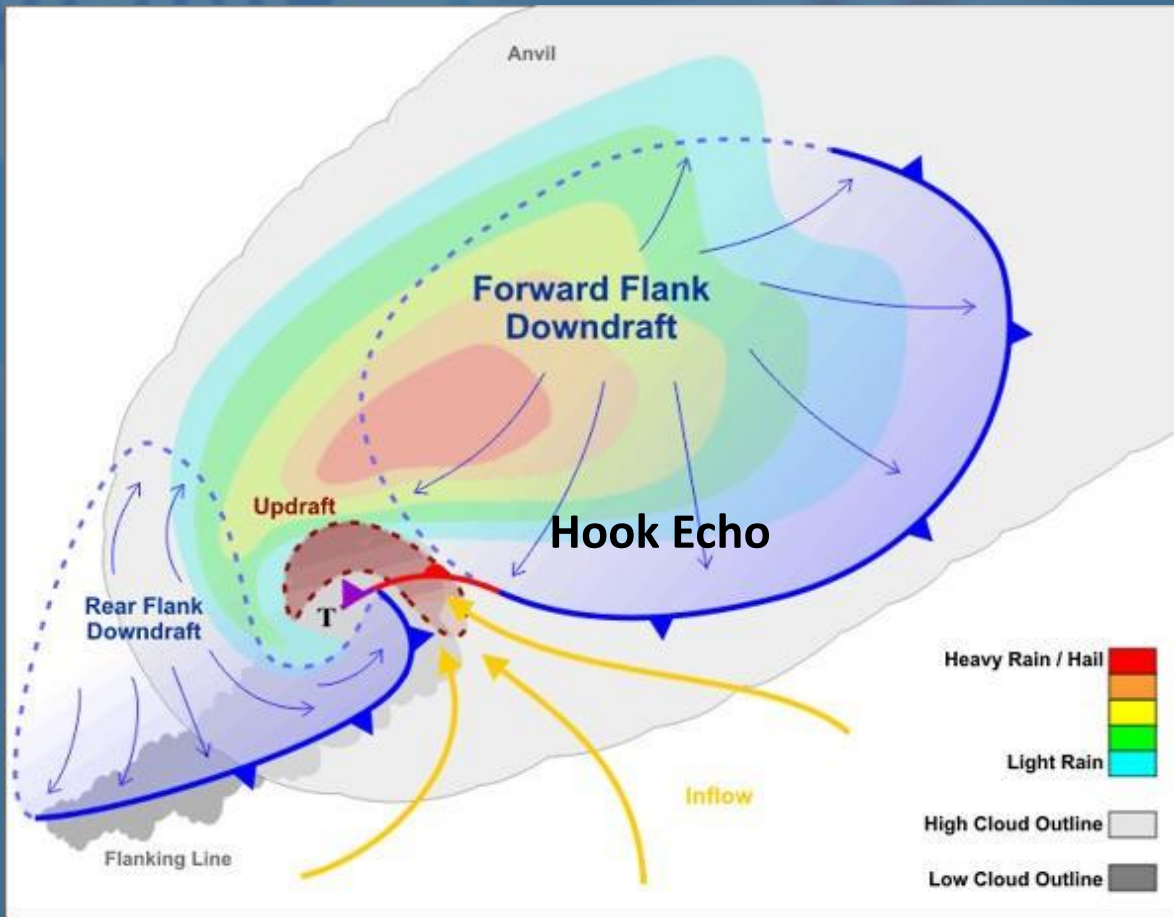 Anvil
Forward Flank
Downdraft
Updraft
Hook Echo
Rear Flank
Downdraft
T
Heavy Rain / Hail
Light Rain
Inflow
High Cloud Outline
Flanking Line
Low Cloud Outline